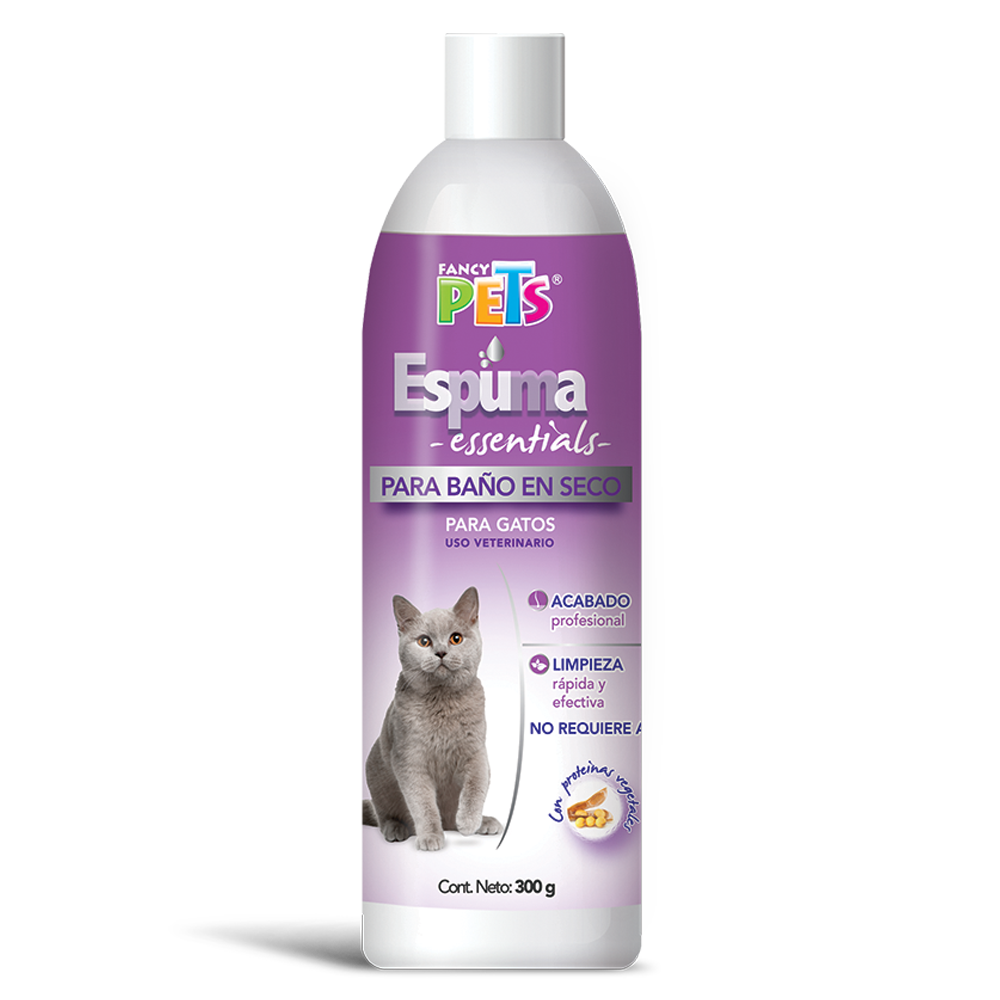 FANCY
PETS®
Espuma
-essentials-
PARA BAÑO EN SECO
PARA GATOS
USO VETERINARIO
ACABADO
profesional
LIMPIEZA
rápida y
efectiva
NO REQUIERE A
Con proteinas vegetales
Cont. Neto: 300 g